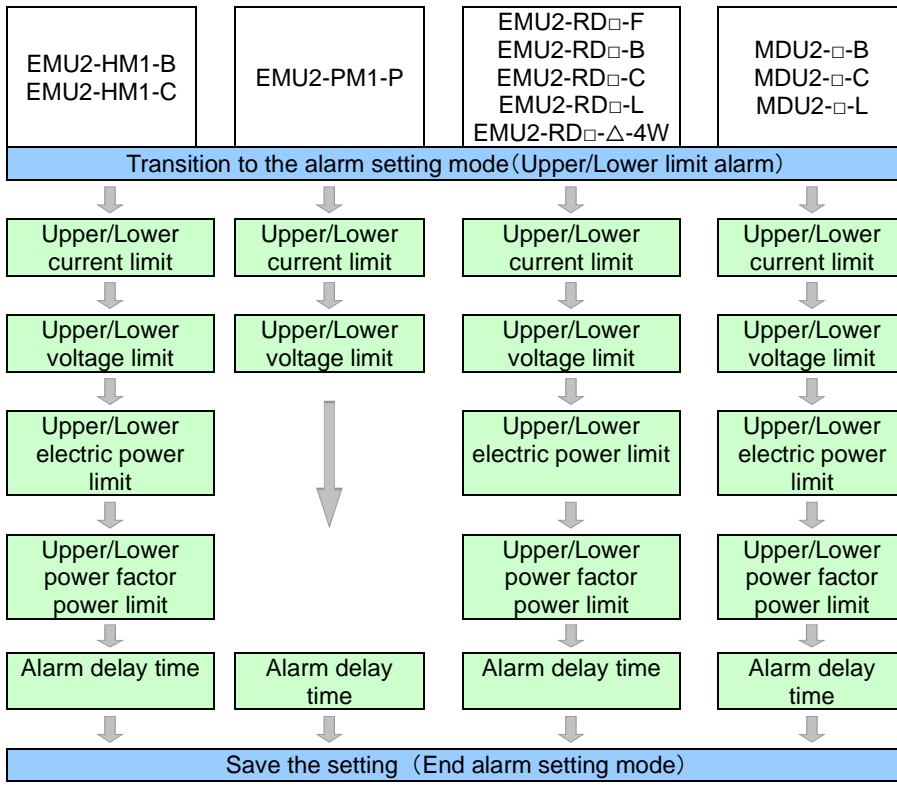 EMU2-HM1-B
EMU2-HM1-C
EMU2-PM1-P
EMU2-RD□-F
EMU2-RD□-B
EMU2-RD□-C
EMU2-RD□-L
EMU2-RD□-△-4W
MDU2-□-B
MDU2-□-C
MDU2-□-L
Transition to the alarm setting mode（Upper/Lower limit alarm）
Upper/Lower
current limit
Upper/Lower
current limit
Upper/Lower
current limit
Upper/Lower
current limit
Upper/Lower
voltage limit
Upper/Lower
voltage limit
Upper/Lower
voltage limit
Upper/Lower
voltage limit
Upper/Lower
electric power
limit
Upper/Lower
electric power limit
Upper/Lower
electric power
limit
Upper/Lower
power factor
power limit
Upper/Lower
power factor
power limit
Upper/Lower
power factor
power limit
Alarm delay time
Alarm delay
time
Alarm delay time
Alarm delay
time
Save the setting（End alarm setting mode）